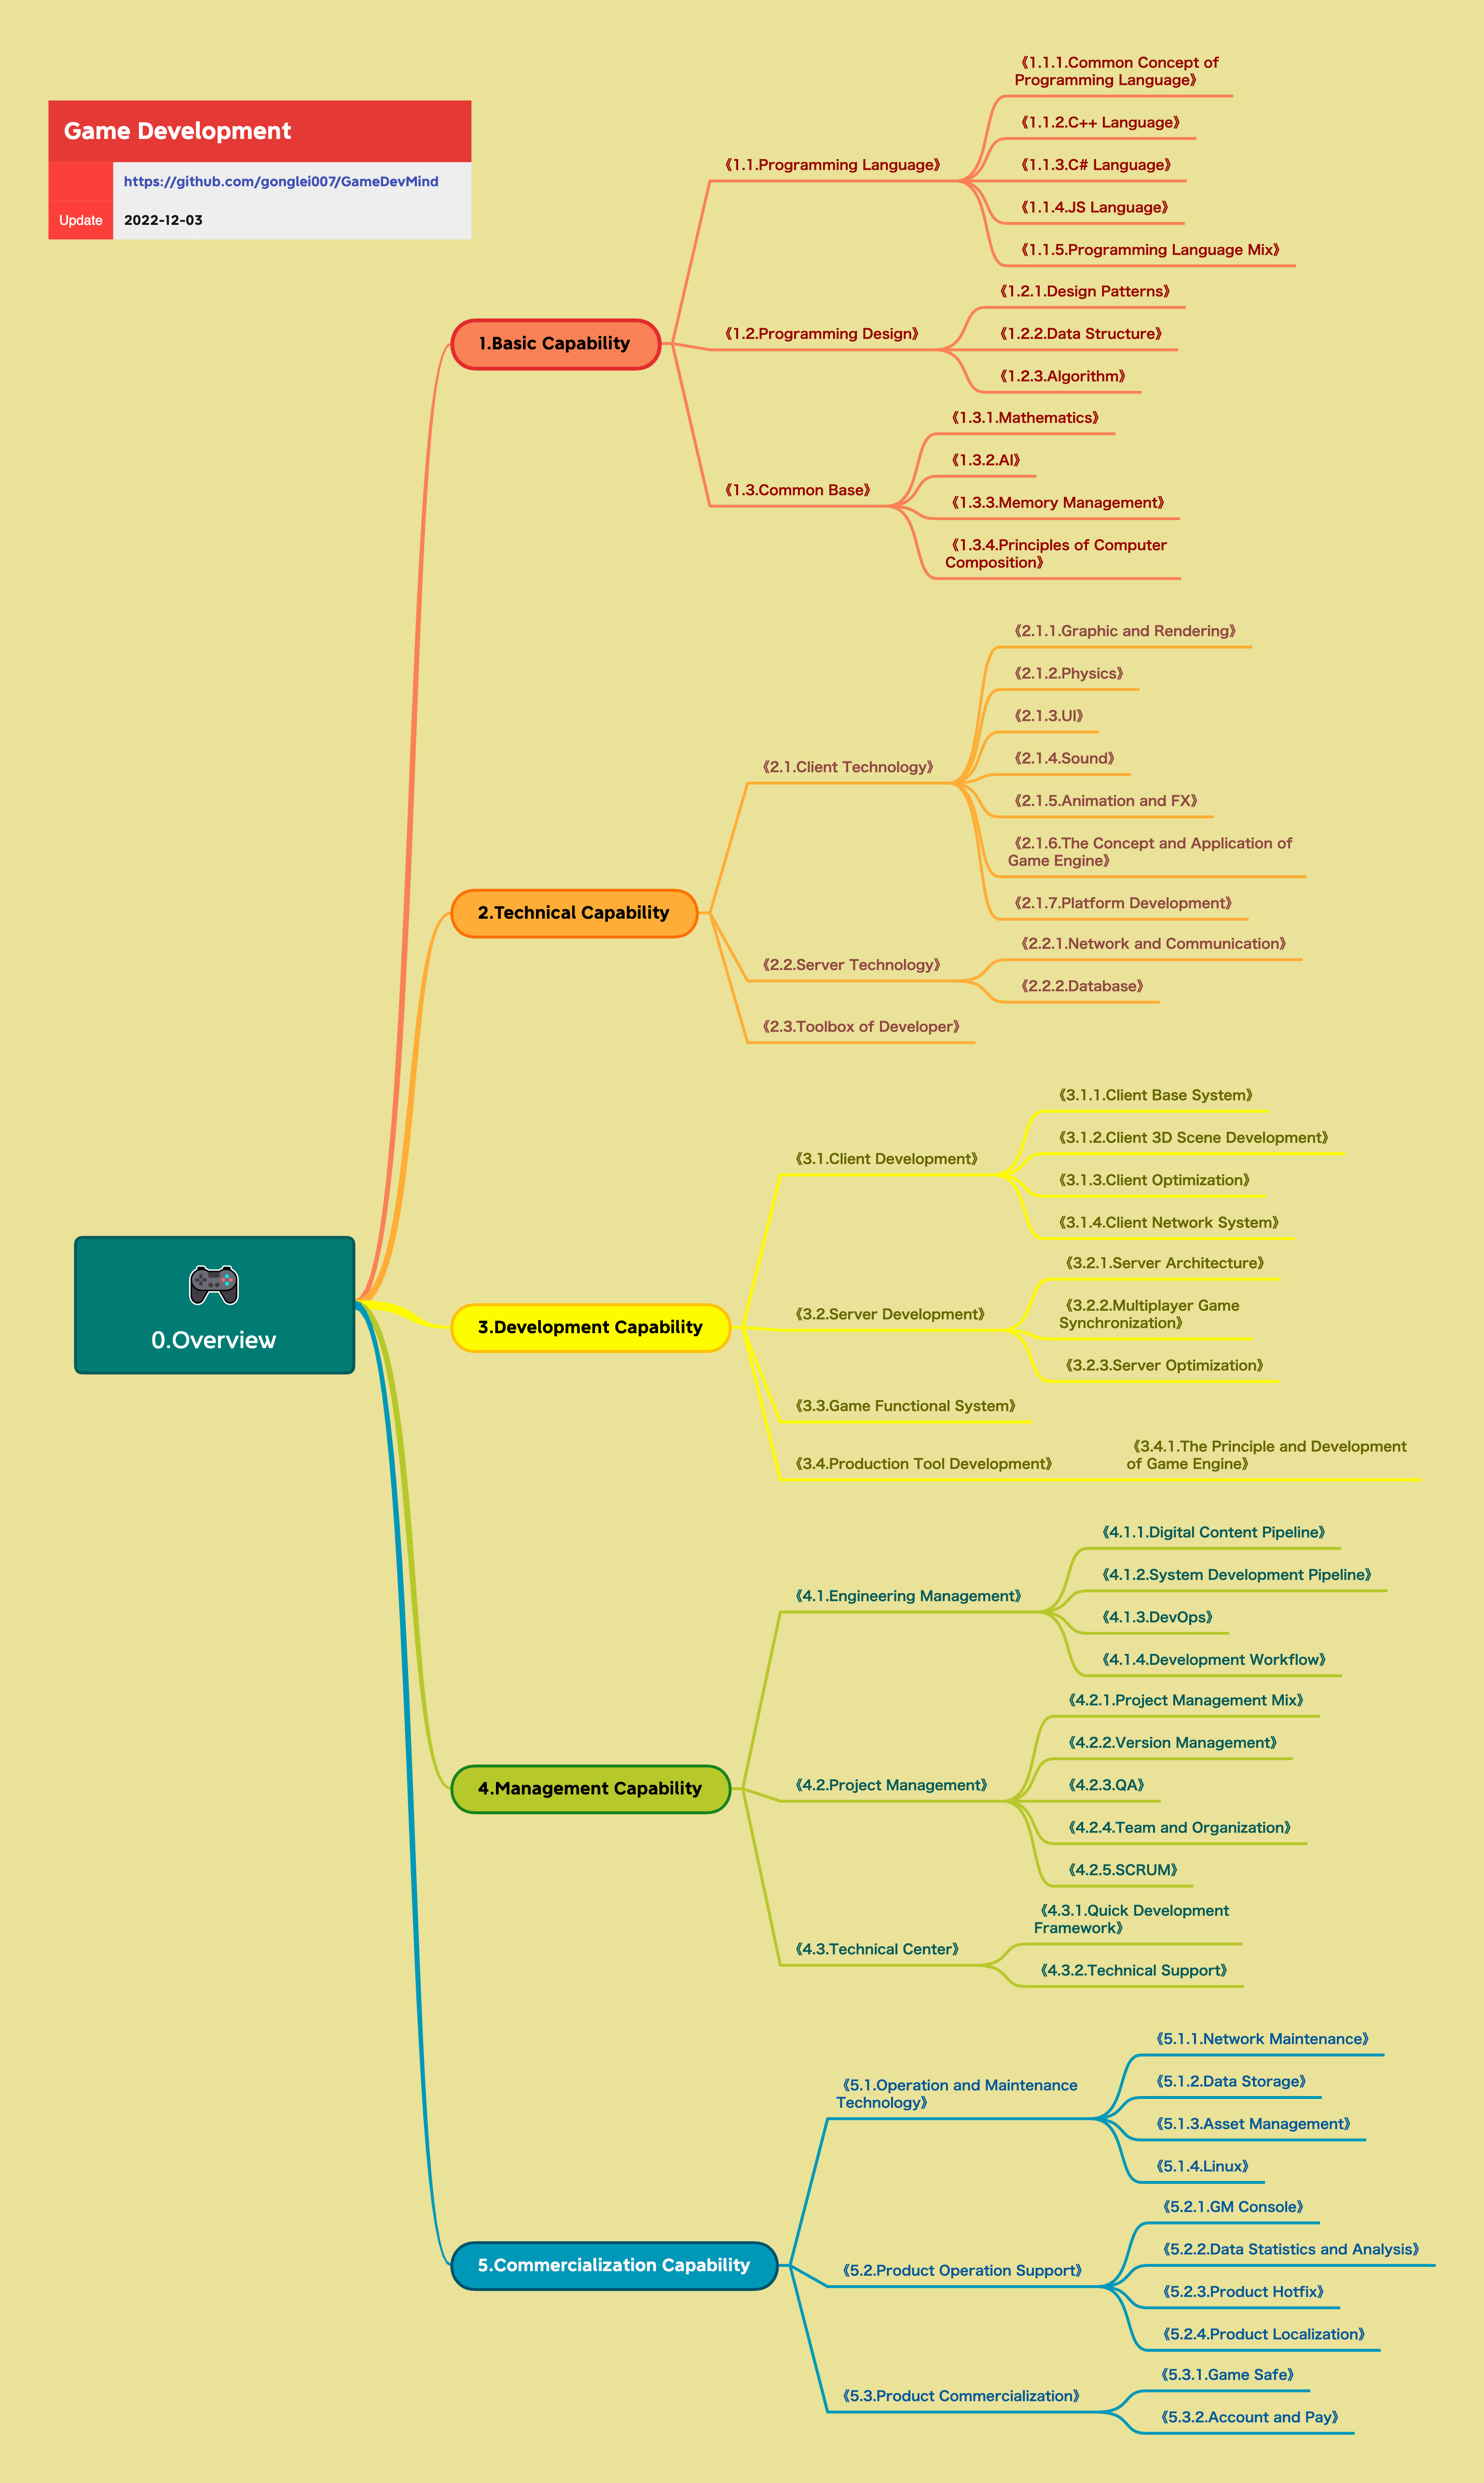 Game Development
https://github.com/gonglei007/GameDevMind
Update 2022-12-03
0.Overview
1.Basic Capability
《1.1.Programming Language》
《1.1.1.Common Concept of
Programming Language》
《1.1.2.C++ Language》
《1.1.3.C# Language》
《1.1.4.JS Language》
《1.1.5.Programming Language Mix》
《1.2.Programming Design》
《1.2.1.Design Patterns》
《1.2.2.Data Structure》
《1.2.3.Algorithm》
《1.3.Common Base》
《1.3.1.Mathematics》
《1.3.2.AI》
《1.3.3.Memory Management》
《1.3.4.Principles of Computer
Composition》
2.Technical Capability
《2.1.Client Technology》
《2.1.1.Graphic and Rendering》
《2.1.2.Physics》
《2.1.3.UI》
《2.1.4.Sound》
《2.1.5.Animation and FX》
《2.1.6.The Concept and Application of
Game Engine》
《2.1.7.Platform Development》
《2.2.Server Technology》
《2.2.1.Network and Communication》
《2.2.2.Database》
《2.3.Toolbox of Developer》
3.Development Capability
《3.1.Client Development》
《3.1.1.Client Base System》
《3.1.2.Client 3D Scene Development》
《3.1.3.Client Optimization》
《3.1.4.Client Network System》
《3.2.Server Development》
《3.2.1.Server Architecture》
《3.2.2.Multiplayer Game
Synchronization》
《3.2.3.Server Optimization》
《3.3.Game Functional System》
《3.4.Production Tool Development》
《3.4.1.The Principle and Development
of Game Engine》
4.Management Capability
《4.1.Engineering Management》
《4.1.1.Digital Content Pipeline》
《4.1.2.System Development Pipeline》
《4.1.3.DevOps》
《4.1.4.Development Workflow》
《4.2.Project Management》
《4.2.1.Project Management Mix》
《4.2.2.Version Management》
《4.2.3.QA》
《4.2.4.Team and Organization》
《4.2.5.SCRUM》
《4.3.Technical Center》
《4.3.1.Quick Development
Framework》
《4.3.2.Technical Support》
5.Commercialization Capability
《5.1.Operation and Maintenance
Technology》
《5.1.1.Network Maintenance》
《5.1.2.Data Storage》
《5.1.3.Asset Management》
《5.1.4.Linux》
《5.2.Product Operation Support》
《5.2.1.GM Console》
《5.2.2.Data Statistics and Analysis》
《5.2.3.Product Hotfix》
《5.2.4.Product Localization》
《5.3.Product Commercialization》
《5.3.1.Game Safe》
《5.3.2.Account and Pay》